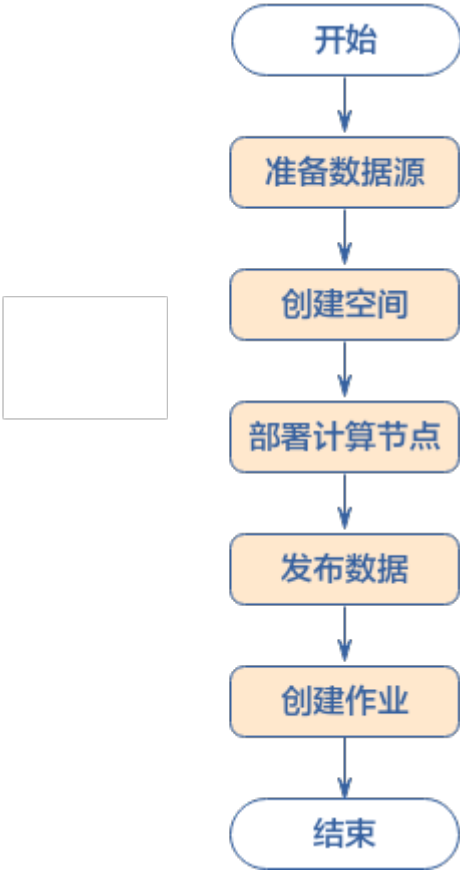 开始
准备数据源
创建空间
部署计算节点
发布数据
创建作业
结束